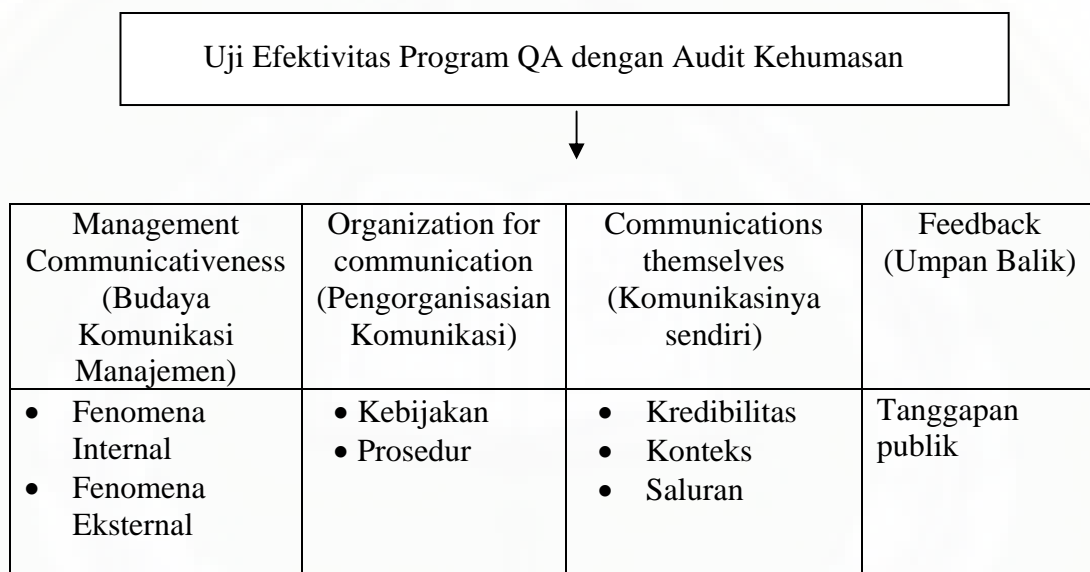 Uji Efektivitas Program QA dengan Audit Kehumasan
Management
Communicativeness
(Budaya
Komunikasi
Manajemen)
Organization for
communication
(Pengorganisasian
Komunikasi)
Communications
themselves
(Komunikasinya
sendiri)
Feedback
(Umpan Balik)
• Fenomena
Internal
• Fenomena
Eksternal
• Kebijakan
• Prosedur
• Kredibilitas
• Konteks
• Saluran
Tanggapan
publik